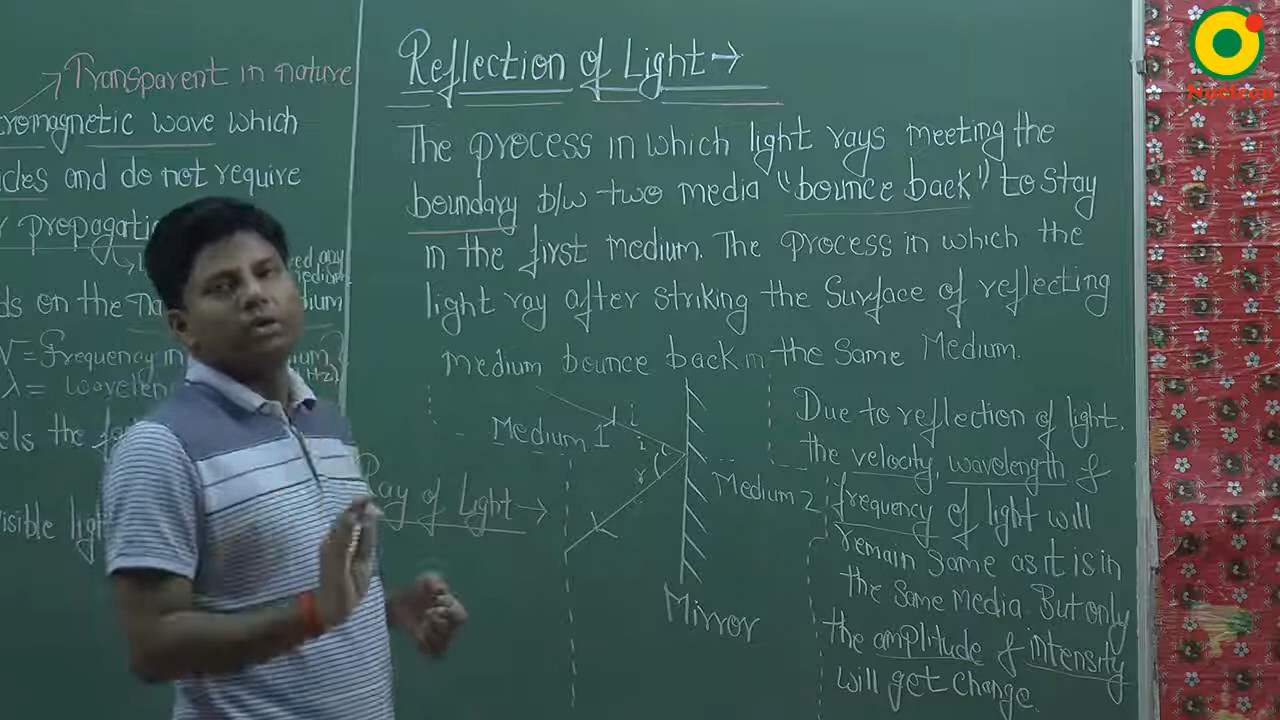 Transparent in nature
romagnetic wave which
cles and do not require
propagati
ds on the
ν = frequency in
λ = wavelen
els the
visible ligh
Reflection of Light →
The process in which light rays meeting the
boundary b/w two media "bounce back" to stay
in the first medium. The process in which the
light ray after striking the Surface of reflecting
medium bounce back in the Same Medium.
Medium 1
i
i
r
Medium 2
Mirror
Ray of Light →
Due to reflection of light,
the velocity, wavelength &
frequency of light will
remain same as it is in
the same media. But only
the amplitude & intensity
will get change.
Nucleon